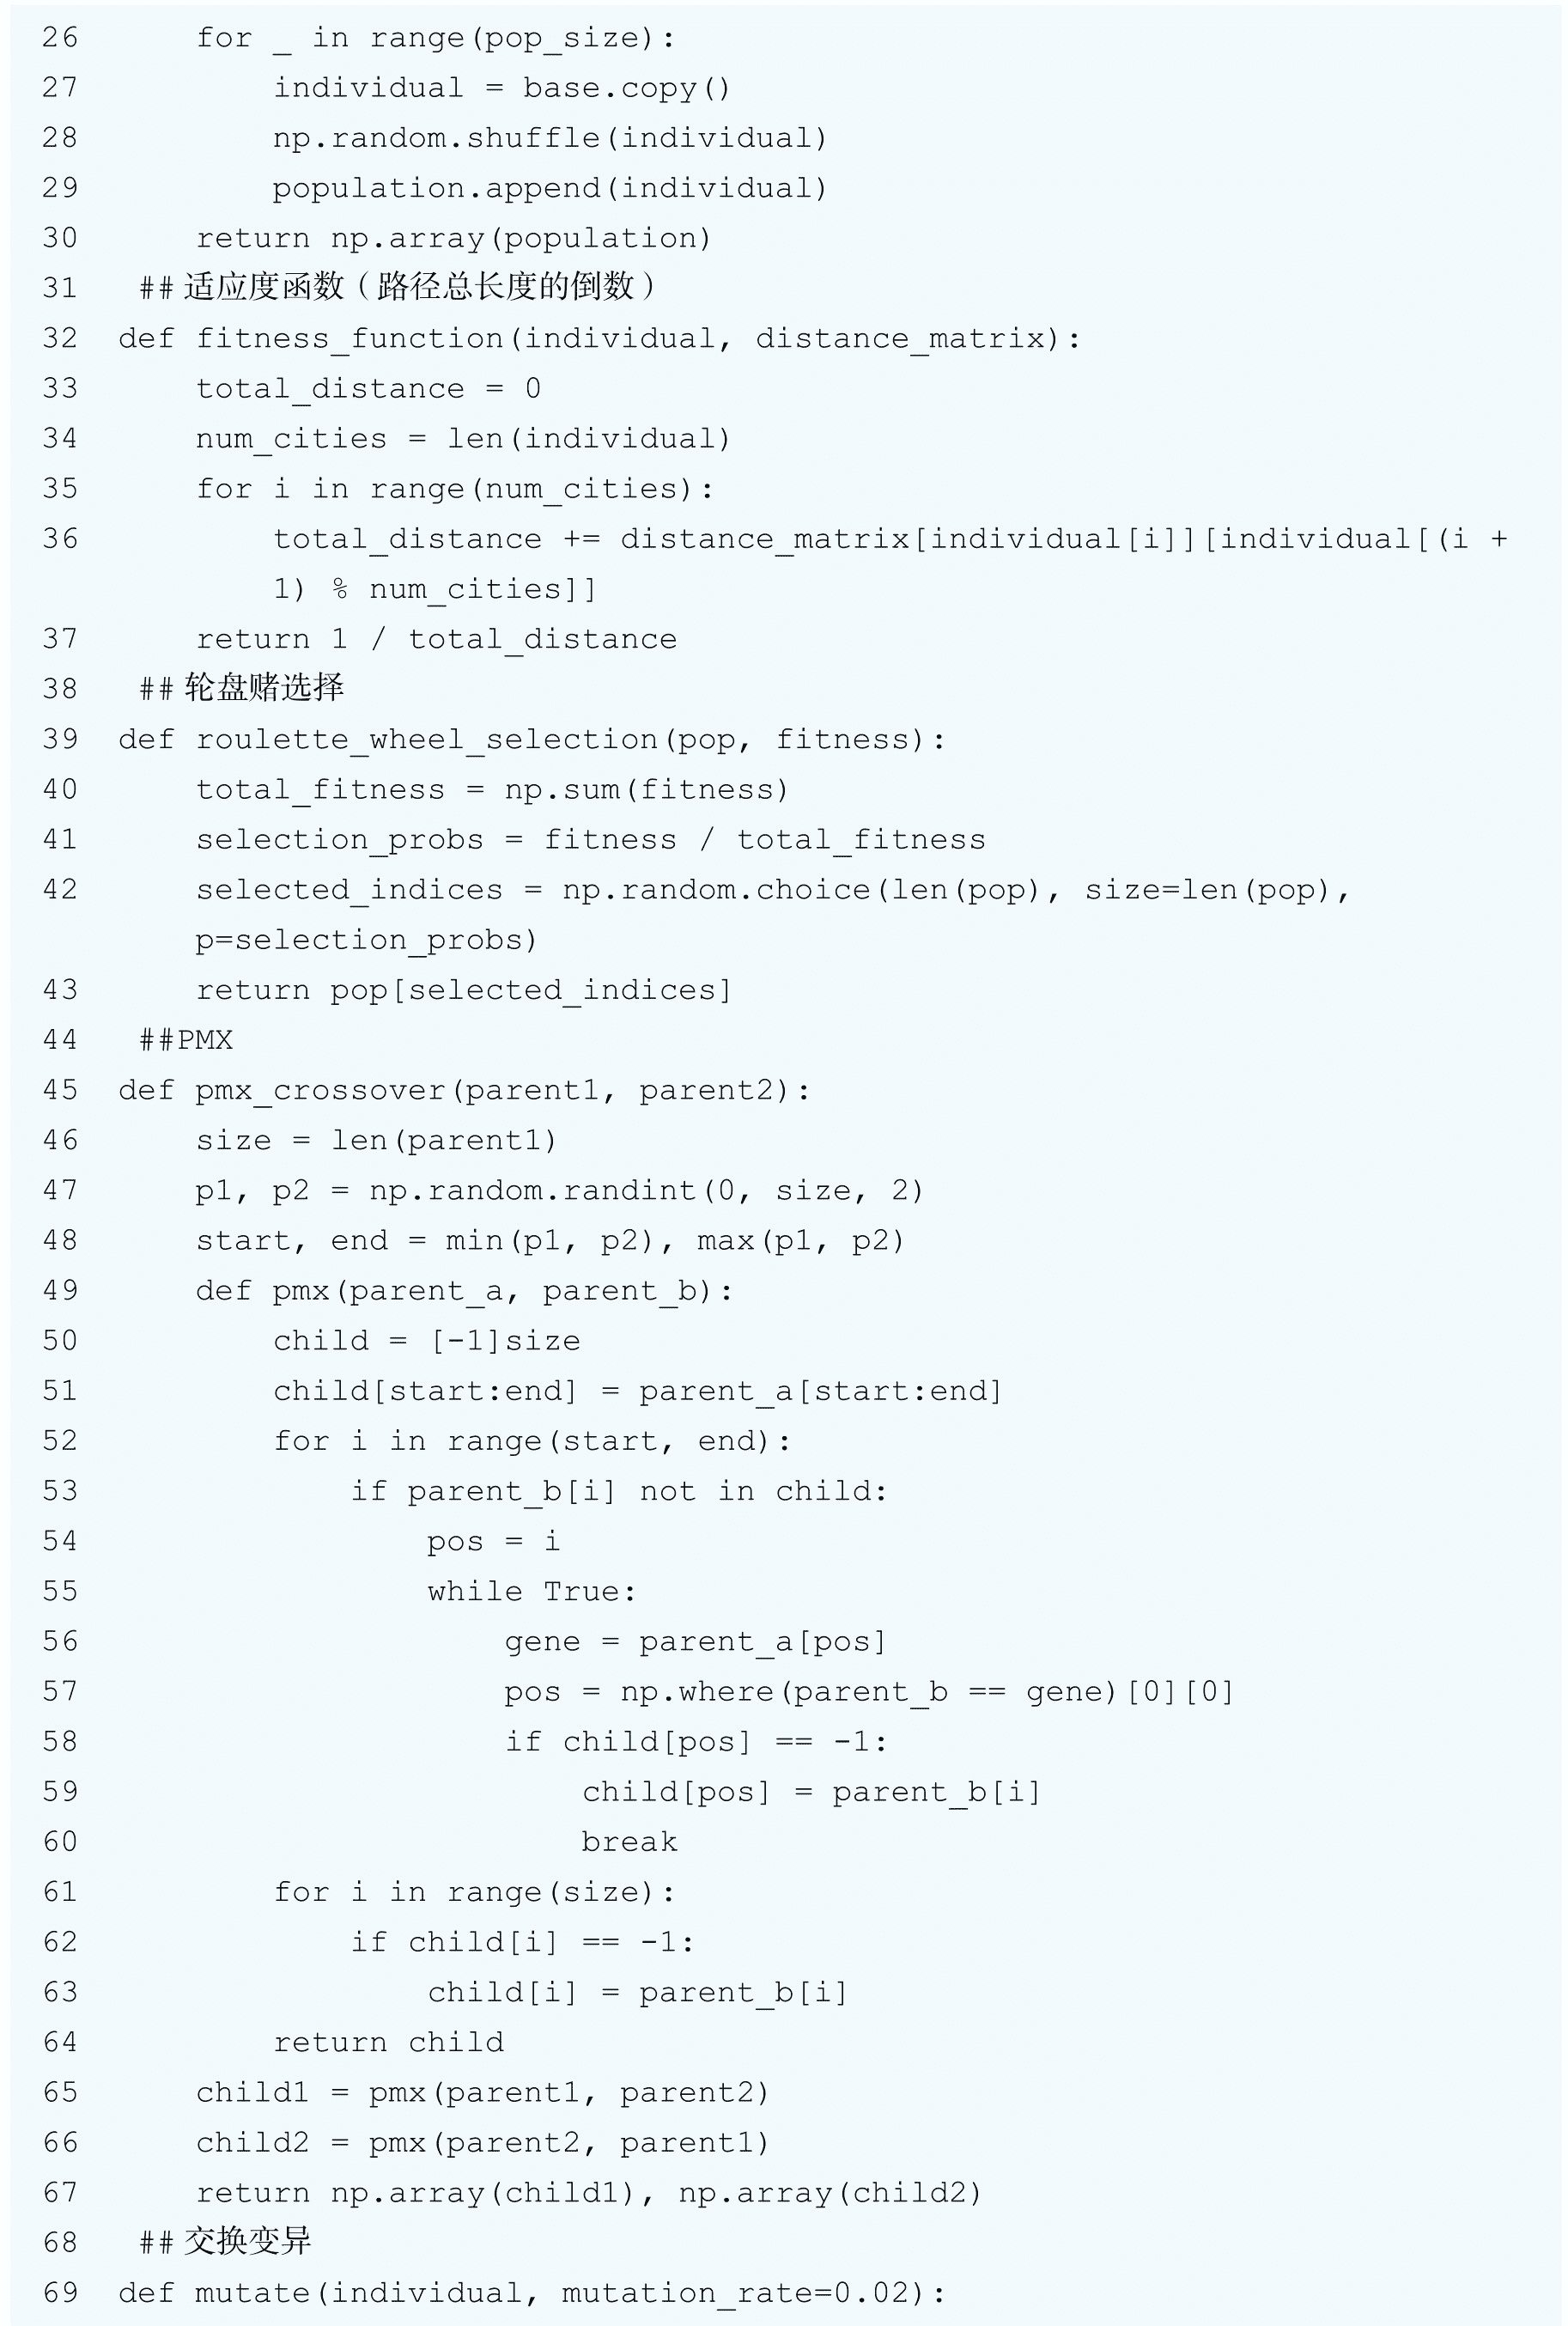 26      for _ in range(pop_size):
27          individual = base.copy()
28          np.random.shuffle(individual)
29          population.append(individual)
30      return np.array(population)
31   ##适应度函数（路径总长度的倒数）
32  def fitness_function(individual, distance_matrix):
33      total_distance = 0
34      num_cities = len(individual)
35      for i in range(num_cities):
36          total_distance += distance_matrix[individual[i]][individual[(i +
            1) % num_cities]]
37      return 1 / total_distance
38   ##轮盘赌选择
39  def roulette_wheel_selection(pop, fitness):
40      total_fitness = np.sum(fitness)
41      selection_probs = fitness / total_fitness
42      selected_indices = np.random.choice(len(pop), size=len(pop),
        p=selection_probs)
43      return pop[selected_indices]
44   ##PMX
45  def pmx_crossover(parent1, parent2):
46      size = len(parent1)
47      p1, p2 = np.random.randint(0, size, 2)
48      start, end = min(p1, p2), max(p1, p2)
49      def pmx(parent_a, parent_b):
50          child = [-1]size
51          child[start:end] = parent_a[start:end]
52          for i in range(start, end):
53              if parent_b[i] not in child:
54                  pos = i
55                  while True:
56                      gene = parent_a[pos]
57                      pos = np.where(parent_b == gene)[0][0]
58                      if child[pos] == -1:
59                          child[pos] = parent_b[i]
60                          break
61          for i in range(size):
62              if child[i] == -1:
63                  child[i] = parent_b[i]
64          return child
65      child1 = pmx(parent1, parent2)
66      child2 = pmx(parent2, parent1)
67      return np.array(child1), np.array(child2)
68   ##交换变异
69  def mutate(individual, mutation_rate=0.02):